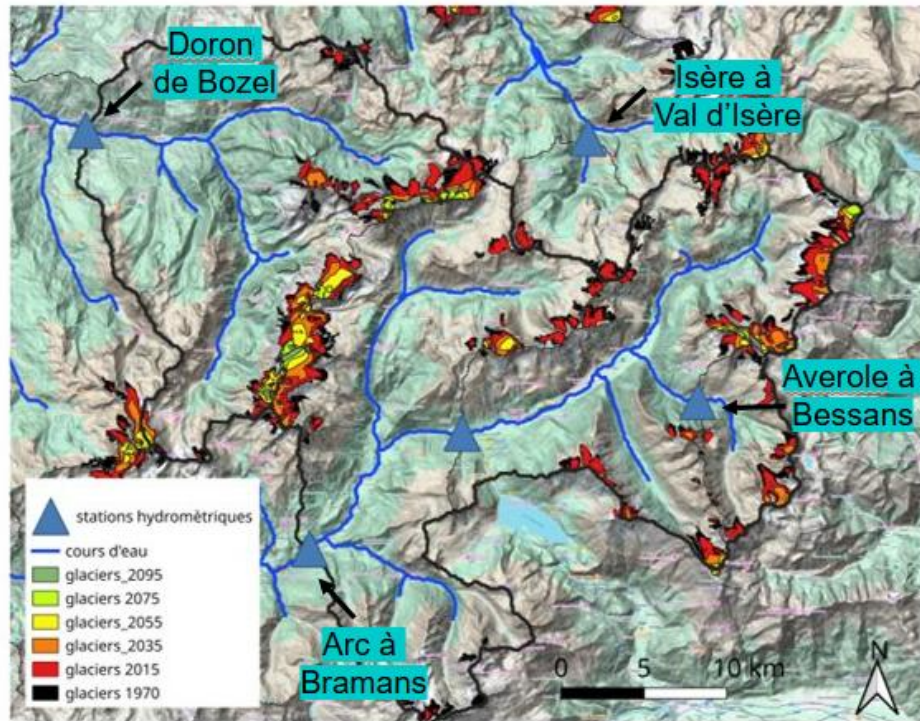 Doron
de Bozel
Isère à
Val d'Isère
Averole à
Bessans
stations hydromètriques
cours d'eau
glaciers_2095
glaciers 2075
glaciers_2055
glaciers_2035
glaciers 2015
glaciers 1970
Arc à
Bramans
0 5 10 km
N